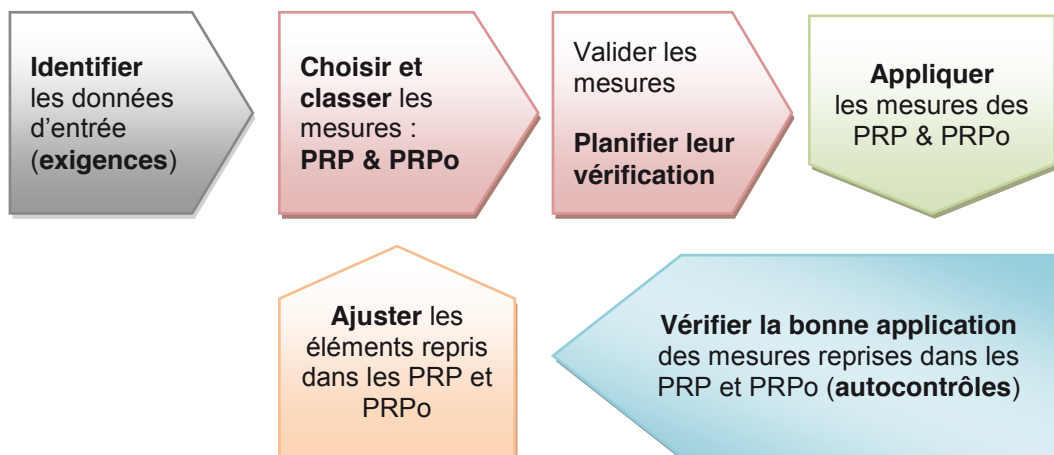 Identifier
les données
d'entrée
(exigences)
Choisir et
classer les
mesures :
PRP & PRPo
Valider les
mesures
Planifier leur
vérification
Appliquer
les mesures des
PRP & PRPo
Vérifier la bonne application
des mesures reprises dans les
PRP et PRPo (autocontrôles)
Ajuster les
éléments repris
dans les PRP et
PRPo